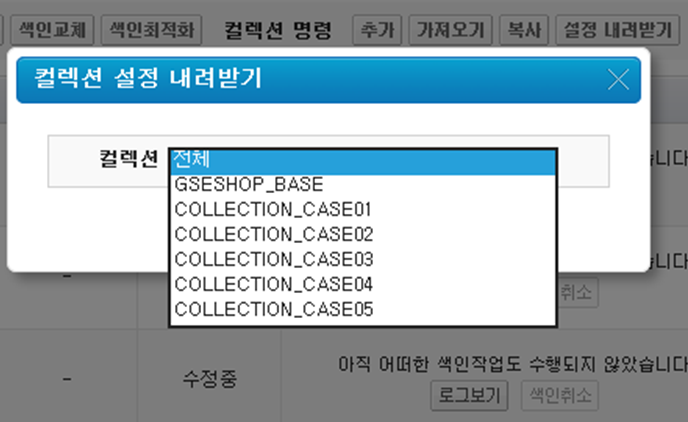 색인교체 색인최적화 컬렉션 명령 추가 가져오기 복사 설정 내려받기
컬렉션 설정 내려받기
컬렉션 전체
GSESHOP_BASE
COLLECTION_CASE01
COLLECTION_CASE02
COLLECTION_CASE03
COLLECTION_CASE04
COLLECTION_CASE05
습니다
습니다
- 취소
아직 어떠한 색인작업도 수행되지 않았습니다
- 수정중
로그보기 색인취소